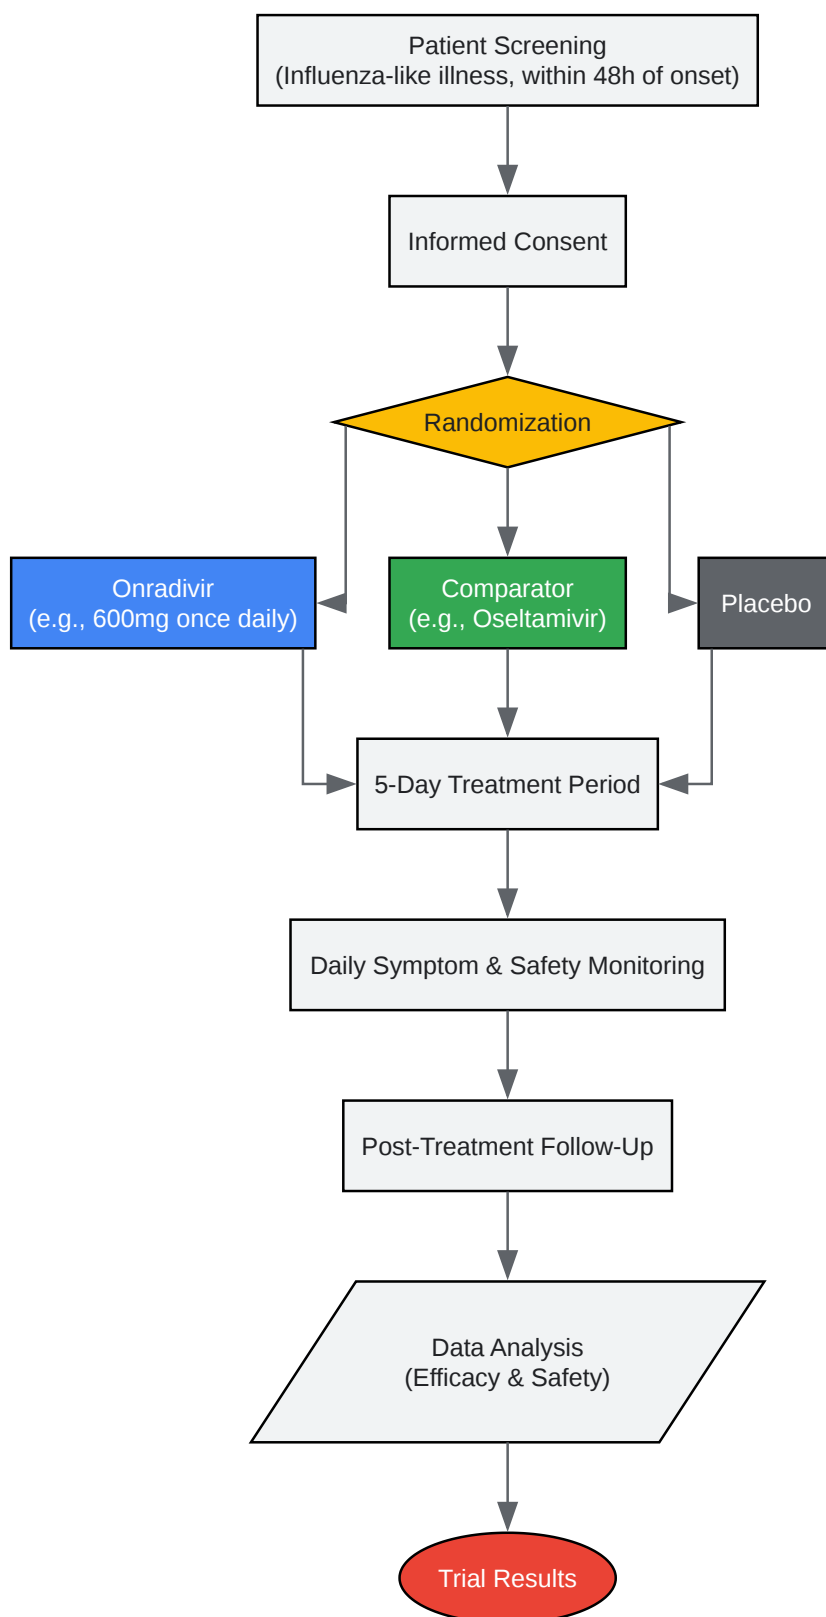 Patient Screening
(Influenza-like illness, within 48h of onset)
Informed Consent
Randomization
Onradivir
(e.g., 600mg once daily)
Comparator
(e.g., Oseltamivir)
Placebo
5-Day Treatment Period
Daily Symptom & Safety Monitoring
Post-Treatment Follow-Up
Data Analysis
(Efficacy & Safety)
Trial Results